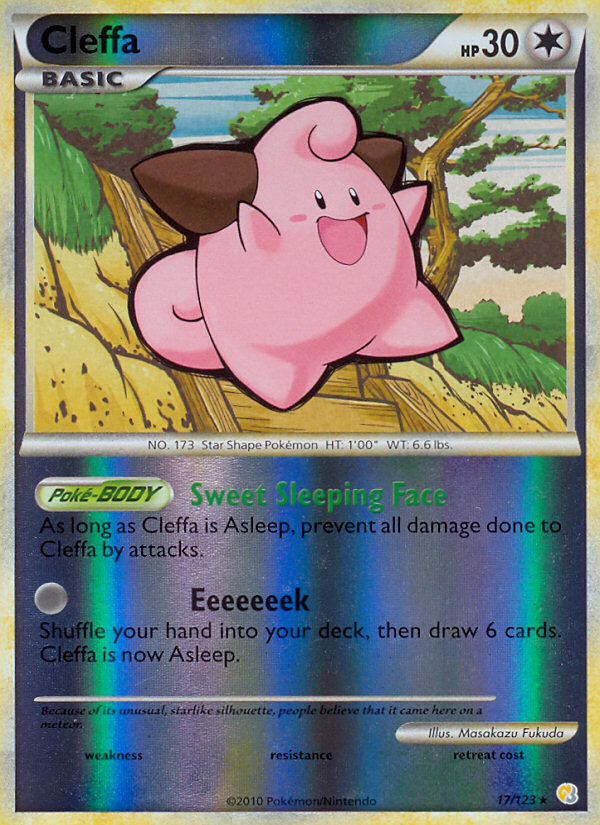 Cleffa
HP 30
BASIC
NO. 173 Star Shape Pokémon HT: 1'00" WT: 6.6 lbs.
Poké-BODY Sweet Sleeping Face
As long as Cleffa is Asleep, prevent all damage done to
Cleffa by attacks.
Eeeeeeek
Shuffle your hand into your deck, then draw 6 cards.
Cleffa is now Asleep.
Because of its unusual, starlike silhouette, people believe that it came here on a
meteor.
Illus. Masakazu Fukuda
weakness resistance retreat cost
©2010 Pokémon/Nintendo 17/123 ★